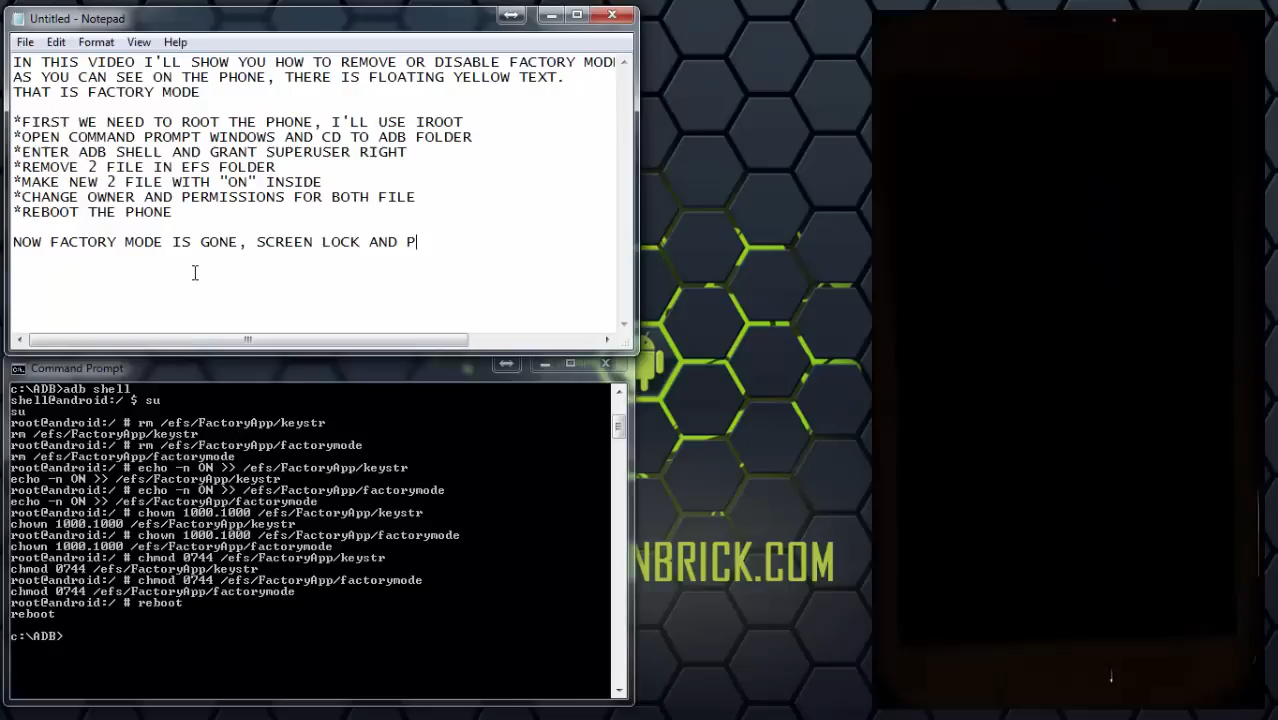 Untitled - Notepad
File Edit Format View Help
IN THIS VIDEO I'LL SHOW YOU HOW TO REMOVE OR DISABLE FACTORY MOD
AS YOU CAN SEE ON THE PHONE, THERE IS FLOATING YELLOW TEXT.
THAT IS FACTORY MODE
*FIRST WE NEED TO ROOT THE PHONE, I'LL USE IROOT
*OPEN COMMAND PROMPT WINDOWS AND CD TO ADB FOLDER
*ENTER ADB SHELL AND GRANT SUPERUSER RIGHT
*REMOVE 2 FILE IN EFS FOLDER
*MAKE NEW 2 FILE WITH "ON" INSIDE
*CHANGE OWNER AND PERMISSIONS FOR BOTH FILE
*REBOOT THE PHONE
NOW FACTORY MODE IS GONE, SCREEN LOCK AND P
Command Prompt
c:\ADB>adb shell
shell@android:/ $ su
su
root@android:/ # rm /efs/FactoryApp/keystr
rm /efs/FactoryApp/keystr
root@android:/ # rm /efs/FactoryApp/factorymode
rm /efs/FactoryApp/factorymode
root@android:/ # echo -n ON >> /efs/FactoryApp/keystr
echo -n ON >> /efs/FactoryApp/keystr
root@android:/ # echo -n ON >> /efs/FactoryApp/factorymode
echo -n ON >> /efs/FactoryApp/factorymode
root@android:/ # chown 1000.1000 /efs/FactoryApp/keystr
chown 1000.1000 /efs/FactoryApp/keystr
root@android:/ # chown 1000.1000 /efs/FactoryApp/factorymode
chown 1000.1000 /efs/FactoryApp/factorymode
root@android:/ # chmod 0744 /efs/FactoryApp/keystr
chmod 0744 /efs/FactoryApp/keystr
root@android:/ # chmod 0744 /efs/FactoryApp/factorymode
chmod 0744 /efs/FactoryApp/factorymode
root@android:/ # reboot
reboot
c:\ADB>
NBRICK.COM